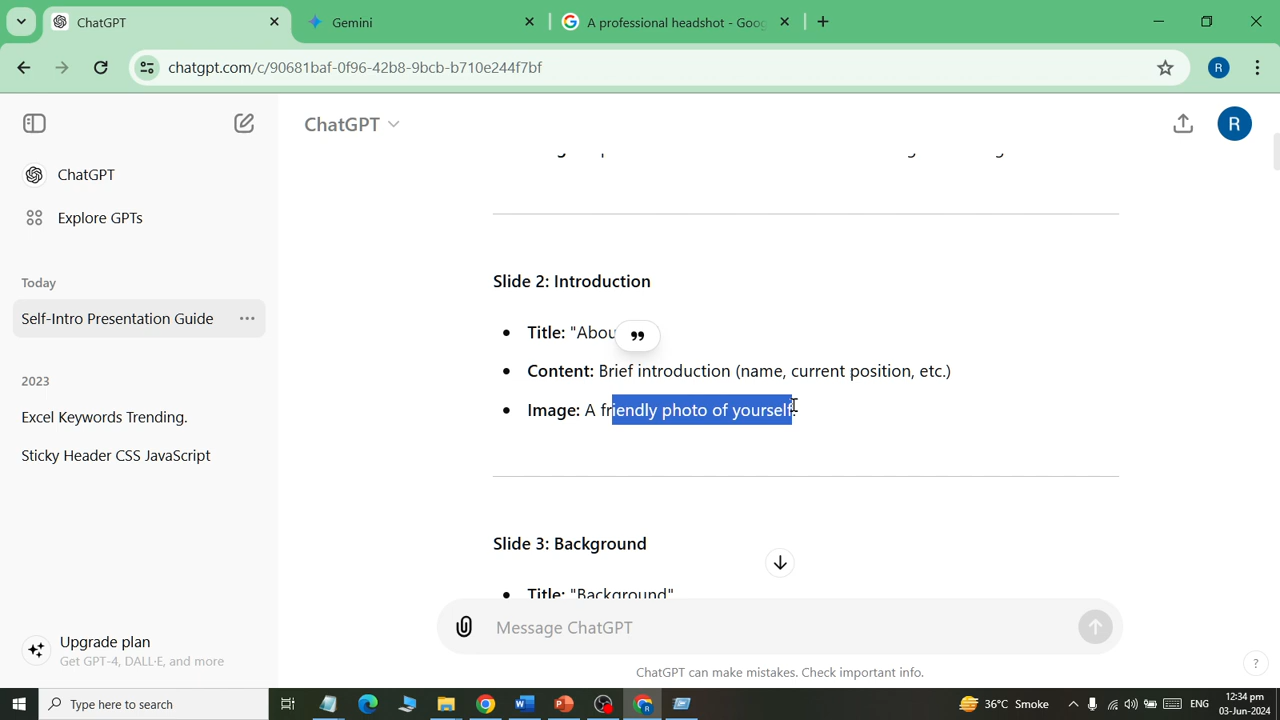 ChatGPT
Gemini
A professional headshot - Goog
chatgpt.com/c/90681baf-0f96-42b8-9bcb-b710e244f7bf
R
ChatGPT
R
ChatGPT
Explore GPTs
Today
Self-Intro Presentation Guide
2023
Excel Keywords Trending.
Sticky Header CSS JavaScript
Upgrade plan
Get GPT-4, DALL·E, and more
Slide 2: Introduction
Title: "Abou
Content: Brief introduction (name, current position, etc.)
Image: A friendly photo of yourself.
Slide 3: Background
Title: "Background"
Message ChatGPT
ChatGPT can make mistakes. Check important info.
?
Type here to search
36°C Smoke
ENG
12:34 pm
03-Jun-2024